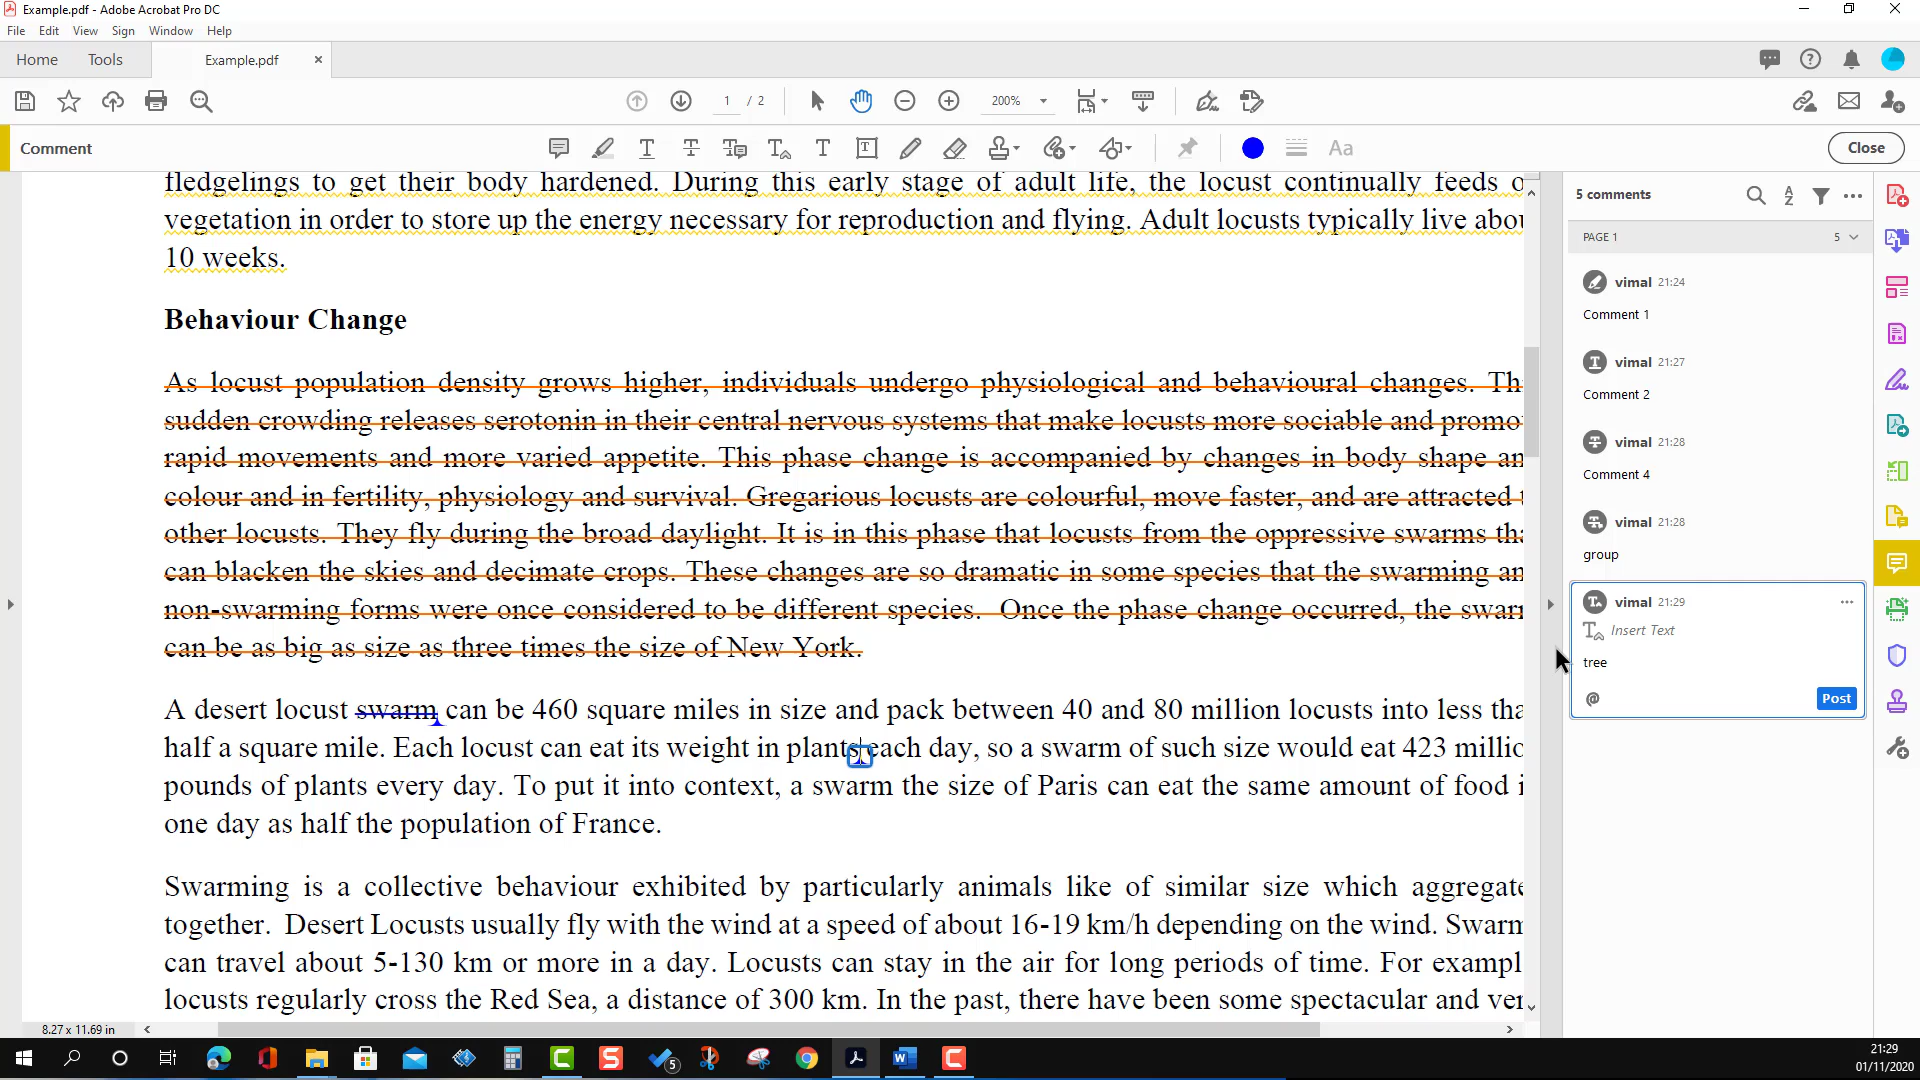 Example.pdf - Adobe Acrobat Pro DC
File Edit View Sign Window Help
Home Tools Example.pdf
1 / 2 200%
Comment
Close
fledgelings to get their body hardened. During this early stage of adult life, the locust continually feeds o
vegetation in order to store up the energy necessary for reproduction and flying. Adult locusts typically live abou
10 weeks.
Behaviour Change
As locust population density grows higher, individuals undergo physiological and behavioural changes. Th
sudden crowding releases serotonin in their central nervous systems that make locusts more sociable and promo
rapid movements and more varied appetite. This phase change is accompanied by changes in body shape an
colour and in fertility, physiology and survival. Gregarious locusts are colourful, move faster, and are attracted t
other locusts. They fly during the broad daylight. It is in this phase that locusts from the oppressive swarms tha
can blacken the skies and decimate crops. These changes are so dramatic in some species that the swarming an
non-swarming forms were once considered to be different species. Once the phase change occurred, the swarm
can be as big as size as three times the size of New York.
A desert locust swarm can be 460 square miles in size and pack between 40 and 80 million locusts into less tha
half a square mile. Each locust can eat its weight in plants each day, so a swarm of such size would eat 423 millio
pounds of plants every day. To put it into context, a swarm the size of Paris can eat the same amount of food i
one day as half the population of France.
Swarming is a collective behaviour exhibited by particularly animals like of similar size which aggregate
together. Desert Locusts usually fly with the wind at a speed of about 16-19 km/h depending on the wind. Swarm
can travel about 5-130 km or more in a day. Locusts can stay in the air for long periods of time. For exampl
locusts regularly cross the Red Sea, a distance of 300 km. In the past, there have been some spectacular and ver
8.27 x 11.69 in
5 comments
PAGE 1 5
vimal 21:24
Comment 1
vimal 21:27
Comment 2
vimal 21:28
Comment 4
vimal 21:28
group
vimal 21:29
Insert Text
tree
@ Post
5
21:29
01/11/2020